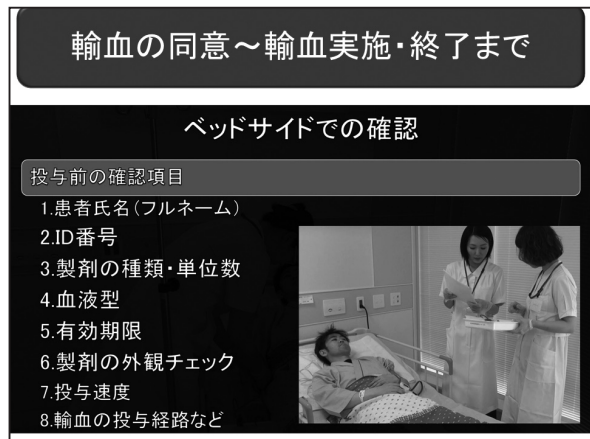 輸血の同意～輸血実施・終了まで
ベッドサイドでの確認
投与前の確認項目
1.患者氏名(フルネーム)
2.ID番号
3.製剤の種類・単位数
4.血液型
5.有効期限
6.製剤の外観チェック
7.投与速度
8.輸血の投与経路など